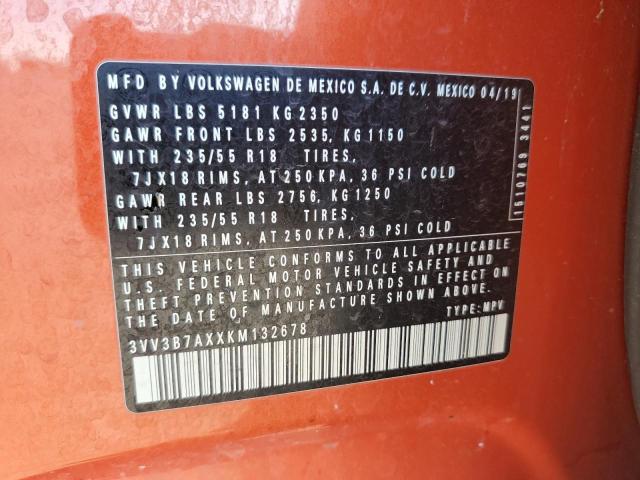 MFD BY VOLKSWAGEN DE MEXICO S.A. DE C.V. MEXICO 04/19
GVWR LBS 5181 KG 2350
GAWR FRONT LBS 2535, KG 1150
WITH 235/55 R18 TIRES,
7JX18 RIMS, AT 250 KPA, 36 PSI COLD
GAWR REAR LBS 2756, KG 1250
WITH 235/55 R18 TIRES,
7JX18 RIMS, AT 250 KPA, 36 PSI COLD
THIS VEHICLE CONFORMS TO ALL APPLICABLE
U.S. FEDERAL MOTOR VEHICLE SAFETY AND
THEFT PREVENTION STANDARDS IN EFFECT ON
THE DATE OF MANUFACTURE SHOWN ABOVE.
3VV3B7AXXKM132678 TYPE: MPV
1510769 3441